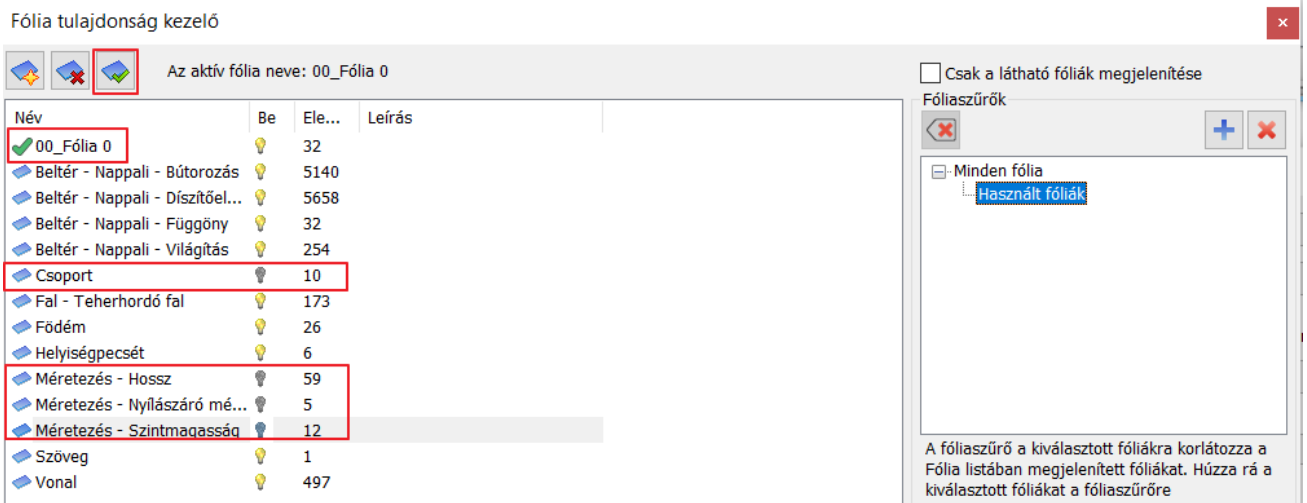 Fólia tulajdonság kezelő
Az aktív fólia neve: 00_Fólia 0
Csak a látható fóliák megjelenítése
Fóliaszűrők
Név Be Ele... Leírás
00_Fólia 0 32
Beltér - Nappali - Bútorozás 5140
Beltér - Nappali - Díszítőel... 5658
Beltér - Nappali - Függöny 32
Beltér - Nappali - Világítás 254
Csoport 10
Fal - Teherhordó fal 173
Födém 26
Helyiségpecsét 6
Méretezés - Hossz 59
Méretezés - Nyílászáró mé... 5
Méretezés - Szintmagasság 12
Szöveg 1
Vonal 497
Minden fólia
Használt fóliák
A fóliaszűrő a kiválasztott fóliákra korlátozza a
Fólia listában megjelenített fóliákat. Húzza rá a
kiválasztott fóliákat a fóliaszűrőre